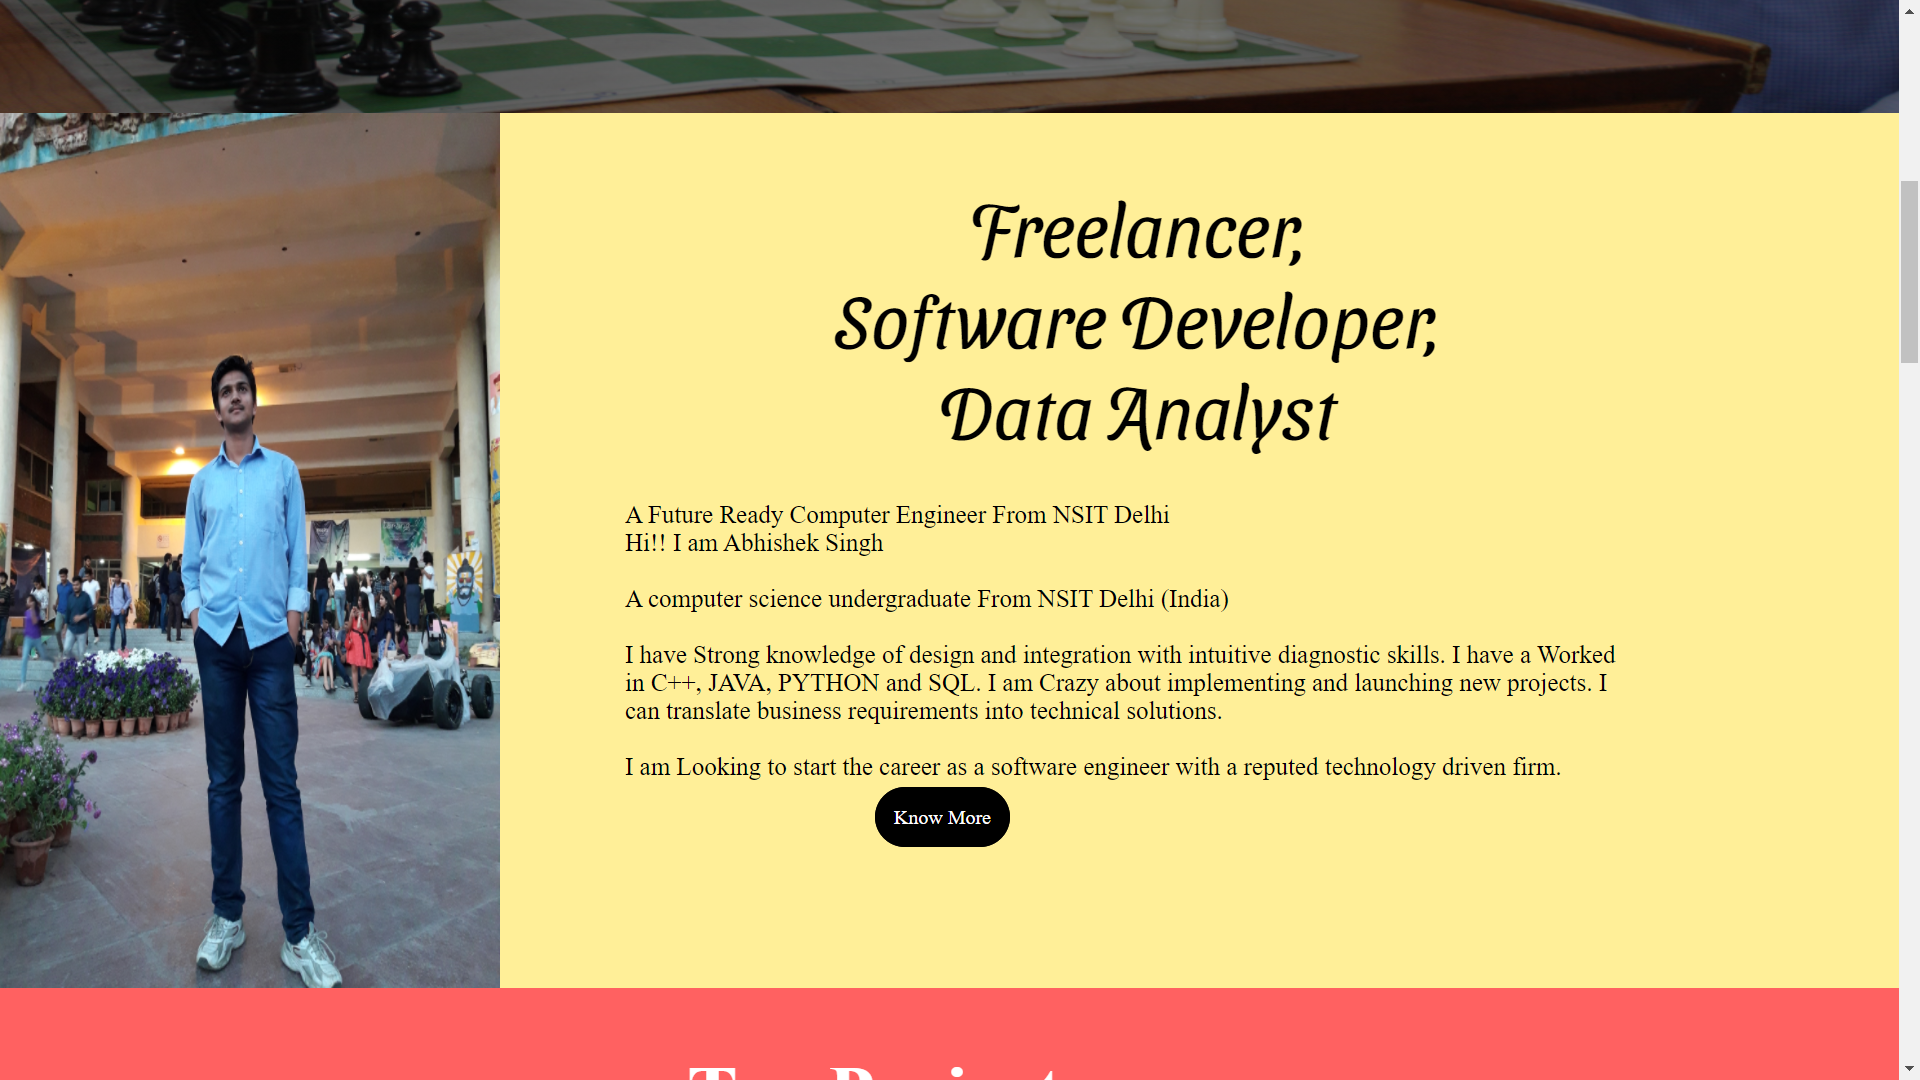 Freelancer,
Software Developer,
Data Analyst
A Future Ready Computer Engineer From NSIT Delhi
Hi!! I am Abhishek Singh
A computer science undergraduate From NSIT Delhi (India)
I have Strong knowledge of design and integration with intuitive diagnostic skills. I have a Worked
in C++, JAVA, PYTHON and SQL. I am Crazy about implementing and launching new projects. I
can translate business requirements into technical solutions.
I am Looking to start the career as a software engineer with a reputed technology driven firm.
Know More